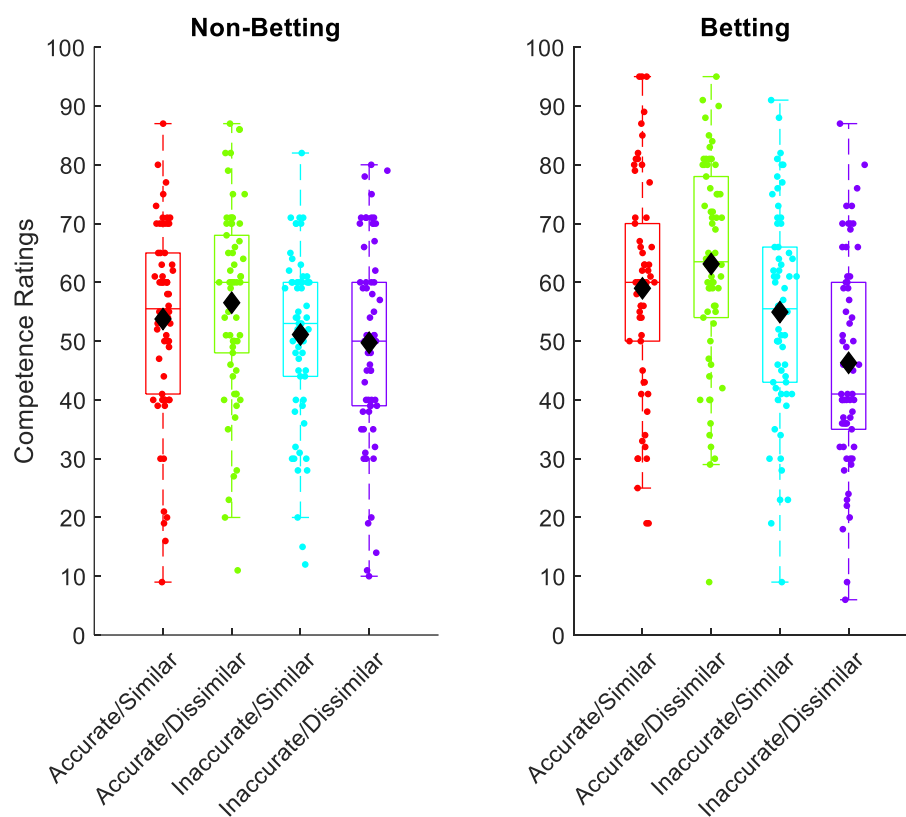 Non-Betting
Competence Ratings
100
90
80
70
60
50
40
30
20
10
0
Accurate/Similar
Accurate/Dissimilar
Inaccurate/Similar
Inaccurate/Dissimilar
Betting
100
90
80
70
60
50
40
30
20
10
0
Accurate/Similar
Accurate/Dissimilar
Inaccurate/Similar
Inaccurate/Dissimilar